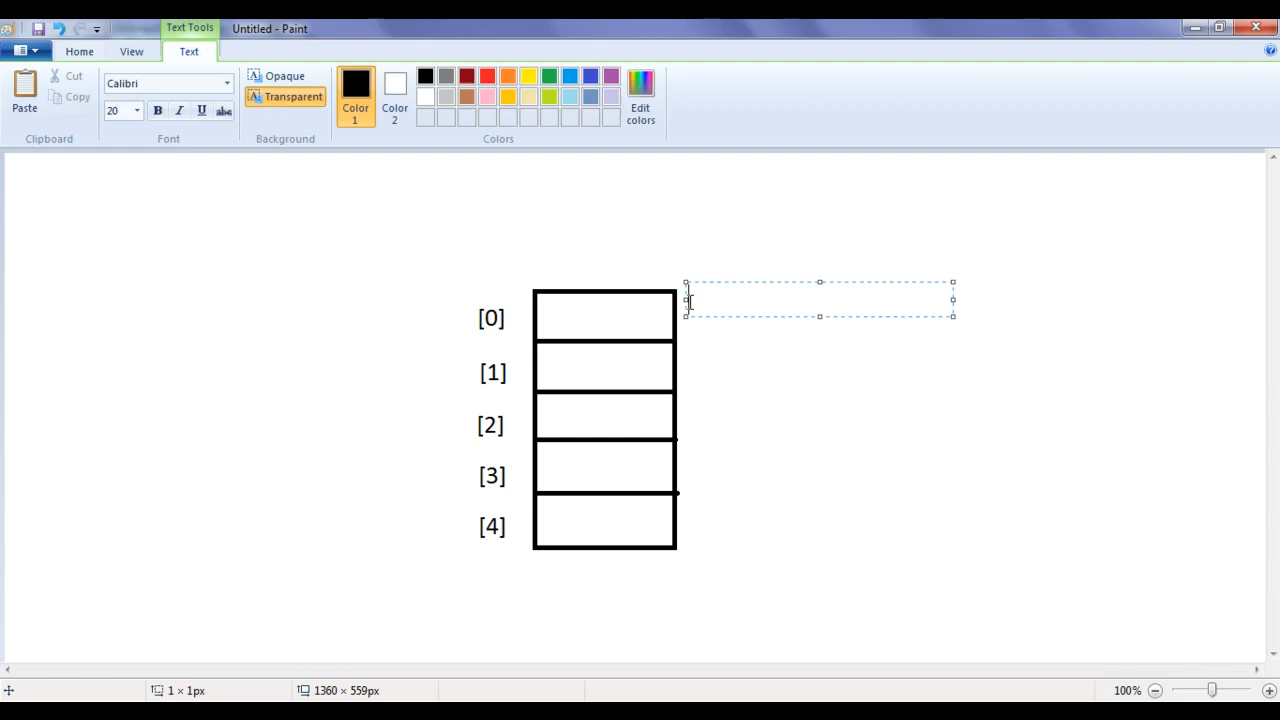 Text Tools
Untitled - Paint
Home
View
Text
Paste
Cut
Copy
Clipboard
Calibri
20
B
I
U
abc
Font
Opaque
Transparent
Background
Color
1
Color
2
Edit
colors
Colors
[0]
[1]
[2]
[3]
[4]
1 × 1px
1360 × 559px
100%